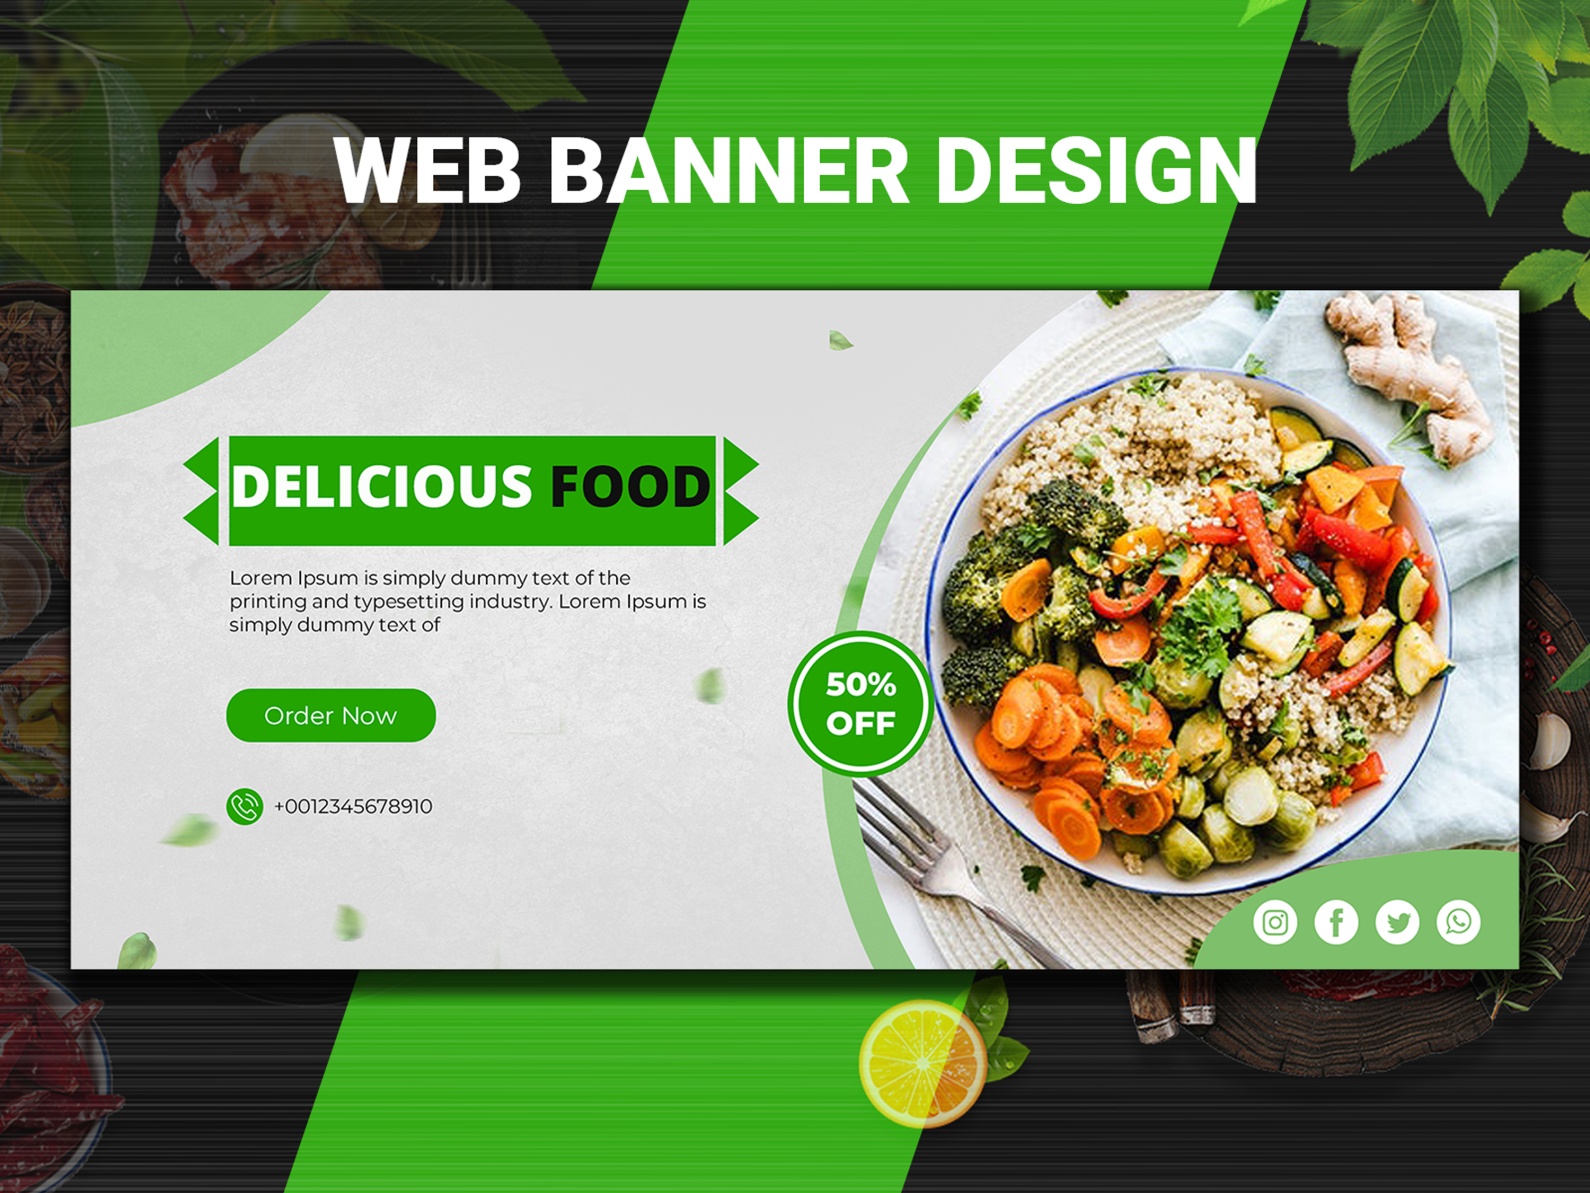 WEB BANNER DESIGN
DELICIOUS FOOD
Lorem Ipsum is simply dummy text of the
printing and typesetting industry. Lorem Ipsum is
simply dummy text of
Order Now
+0012345678910
50%
OFF